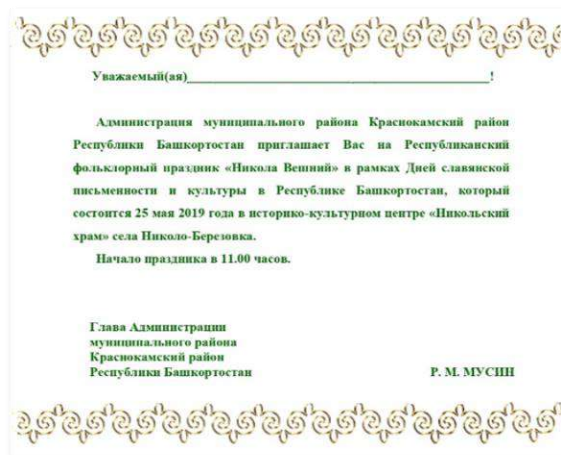 Уважаемый(ая)_______________________________________________!
Администрация муниципального района Краснокамский район
Республики Башкортостан приглашает Вас на Республиканский
фольклорный праздник «Никола Вешний» в рамках Дней славянской
письменности и культуры в Республике Башкортостан, который
состоится 25 мая 2019 года в историко-культурном центре «Никольский
храм» села Николо-Березовка.
Начало праздника в 11.00 часов.
Глава Администрации
муниципального района
Краснокамский район
Республики Башкортостан Р. М. МУСИН